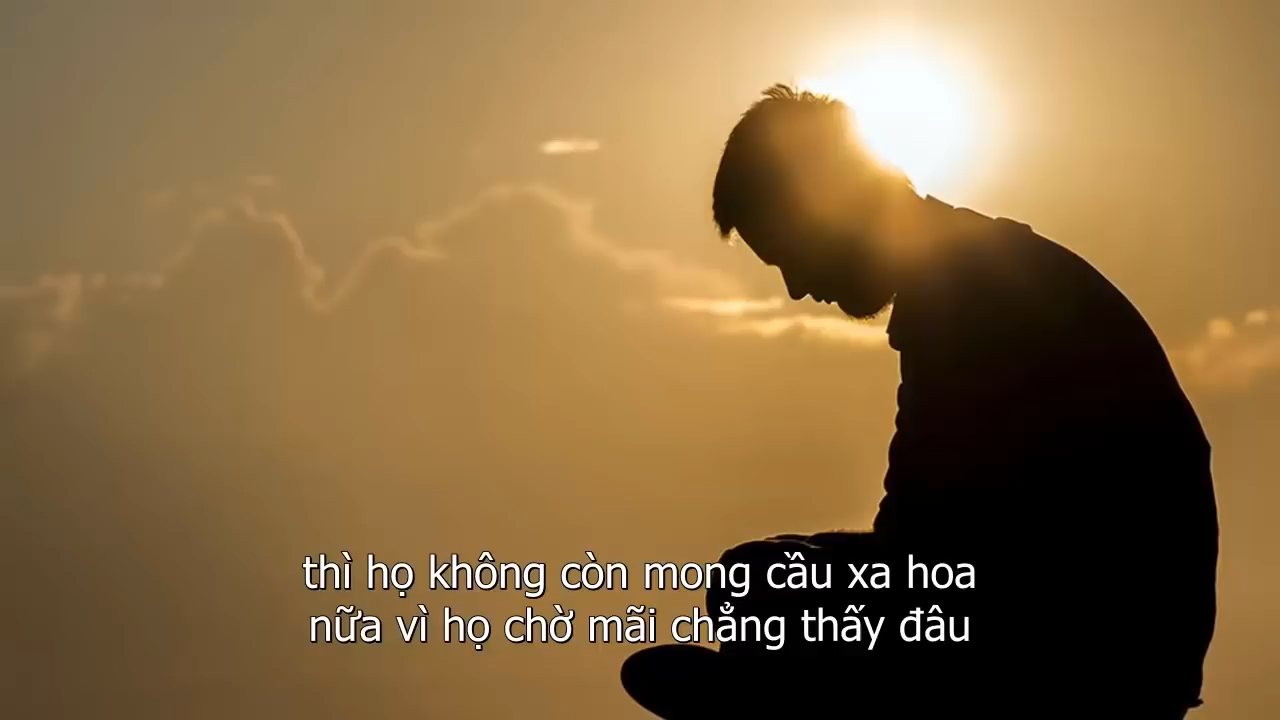 thì họ không còn mong cầu xa hoa
nữa vì họ chờ mãi chẳng thấy đâu